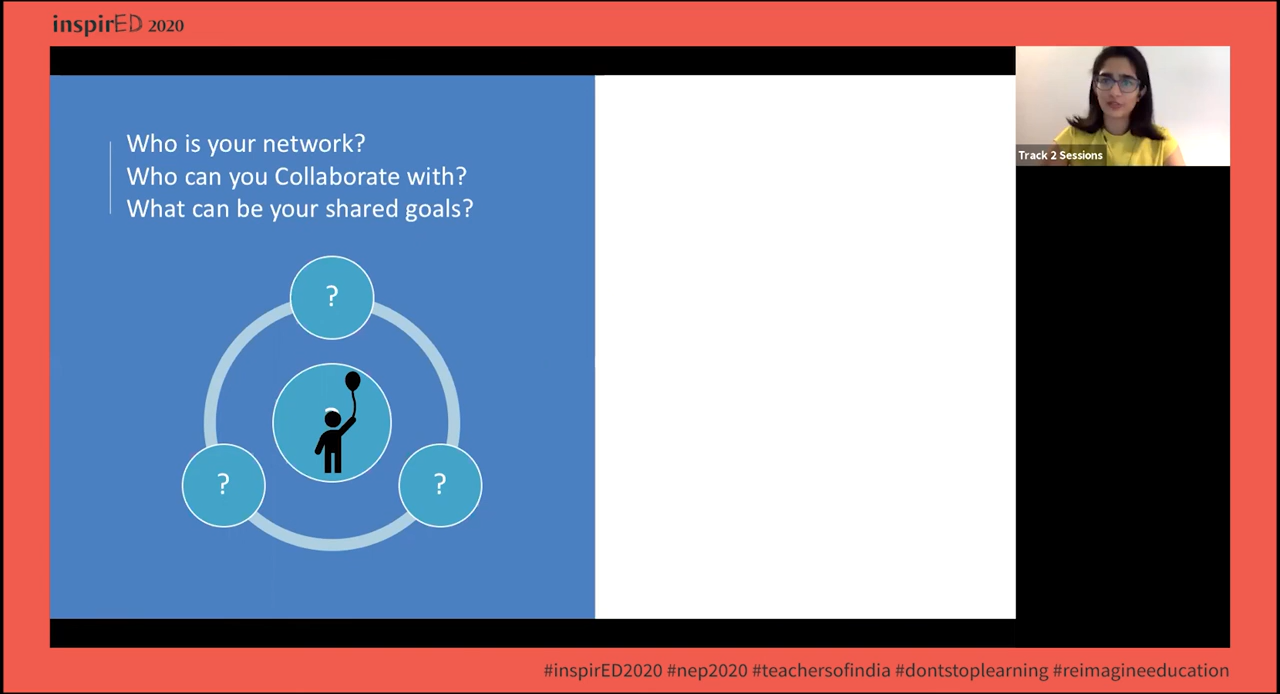 inspirED 2020
Who is your network?
Who can you Collaborate with?
What can be your shared goals?
?
?
?
Track 2 Sessions
#inspirED2020 #nep2020 #teachersofindia #dontstoplearning #reimagineeducation